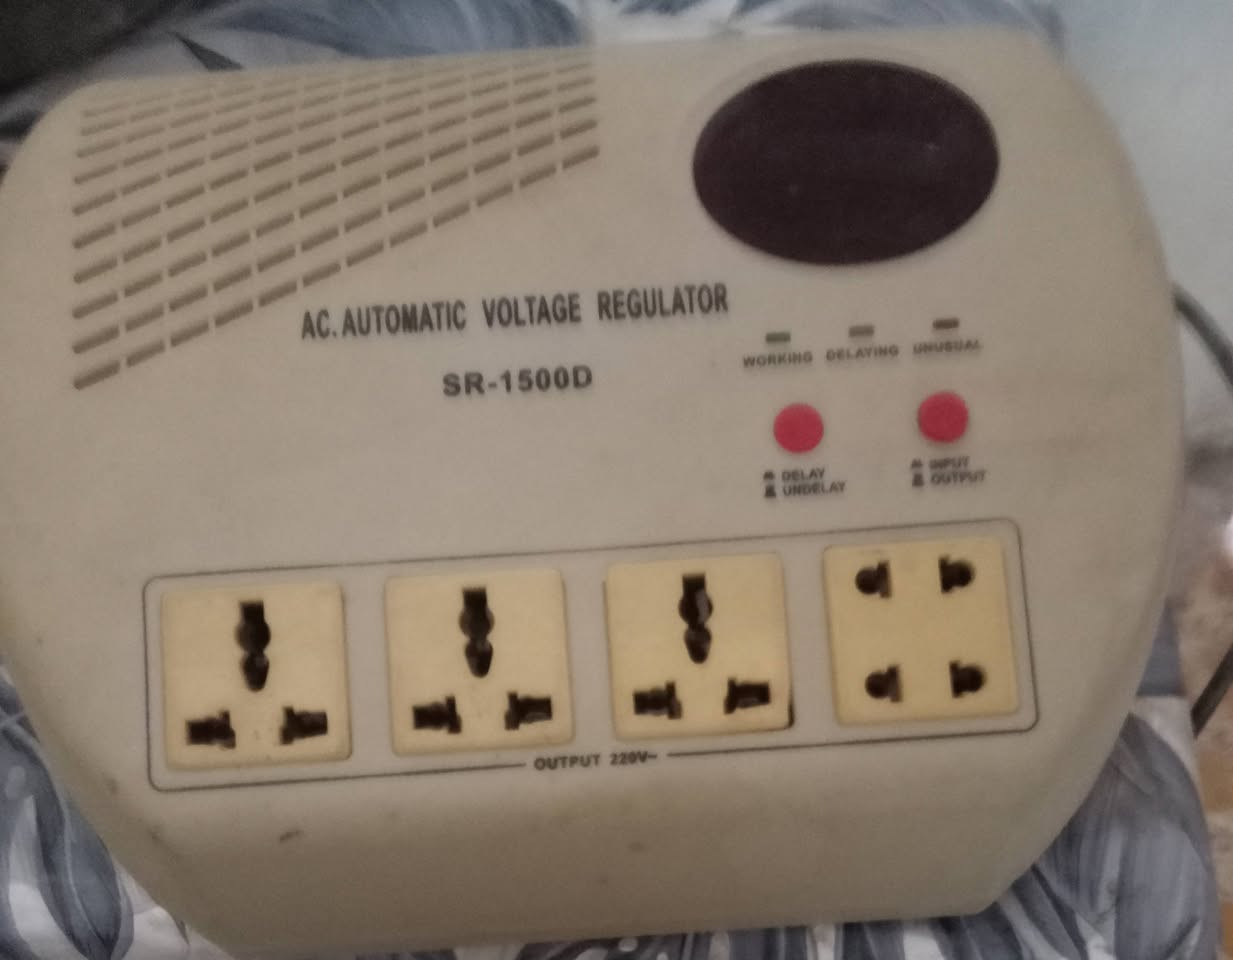 AC.AUTOMATIC VOLTAGE REGULATOR
SR-1500D
WORKING DELAYING UNUSUAL
DELAY
UNDELAY
INPUT
OUTPUT
OUTPUT 220V~